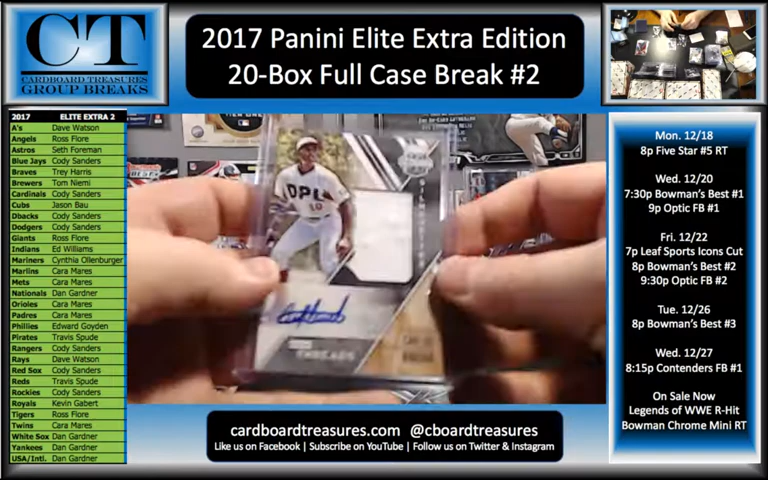 CT
CARDBOARD TREASURES
GROUP BREAKS
2017 Panini Elite Extra Edition
20-Box Full Case Break #2
2017 ELITE EXTRA 2
A's Dave Watson
Angels Ross Flore
Astros Seth Foreman
Blue Jays Cody Sanders
Braves Trey Harris
Brewers Tom Niemi
Cardinals Cody Sanders
Cubs Jason Bau
Dbacks Cody Sanders
Dodgers Cody Sanders
Giants Ross Flore
Indians Ed Williams
Mariners Cynthia Ollenburger
Marlins Cara Mares
Mets Cara Mares
Nationals Dan Gardner
Orioles Cara Mares
Padres Cara Mares
Phillies Edward Goyden
Pirates Travis Spude
Rangers Cody Sanders
Rays Dave Watson
Red Sox Cody Sanders
Reds Travis Spude
Rockies Cody Sanders
Royals Kevin Gabert
Tigers Ross Flore
Twins Cara Mares
White Sox Dan Gardner
Yankees Dan Gardner
USA/Intl. Dan Gardner
DPL
10
SILHOUETTES
THREADS
cardboardtreasures.com @cboardtreasures
Like us on Facebook | Subscribe on YouTube | Follow us on Twitter & Instagram
Mon. 12/18
8p Five Star #5 RT
Wed. 12/20
7:30p Bowman's Best #1
9p Optic FB #1
Fri. 12/22
7p Leaf Sports Icons Cut
8p Bowman's Best #2
9:30p Optic FB #2
Tue. 12/26
8p Bowman's Best #3
Wed. 12/27
8:15p Contenders FB #1
On Sale Now
Legends of WWE R-Hit
Bowman Chrome Mini RT